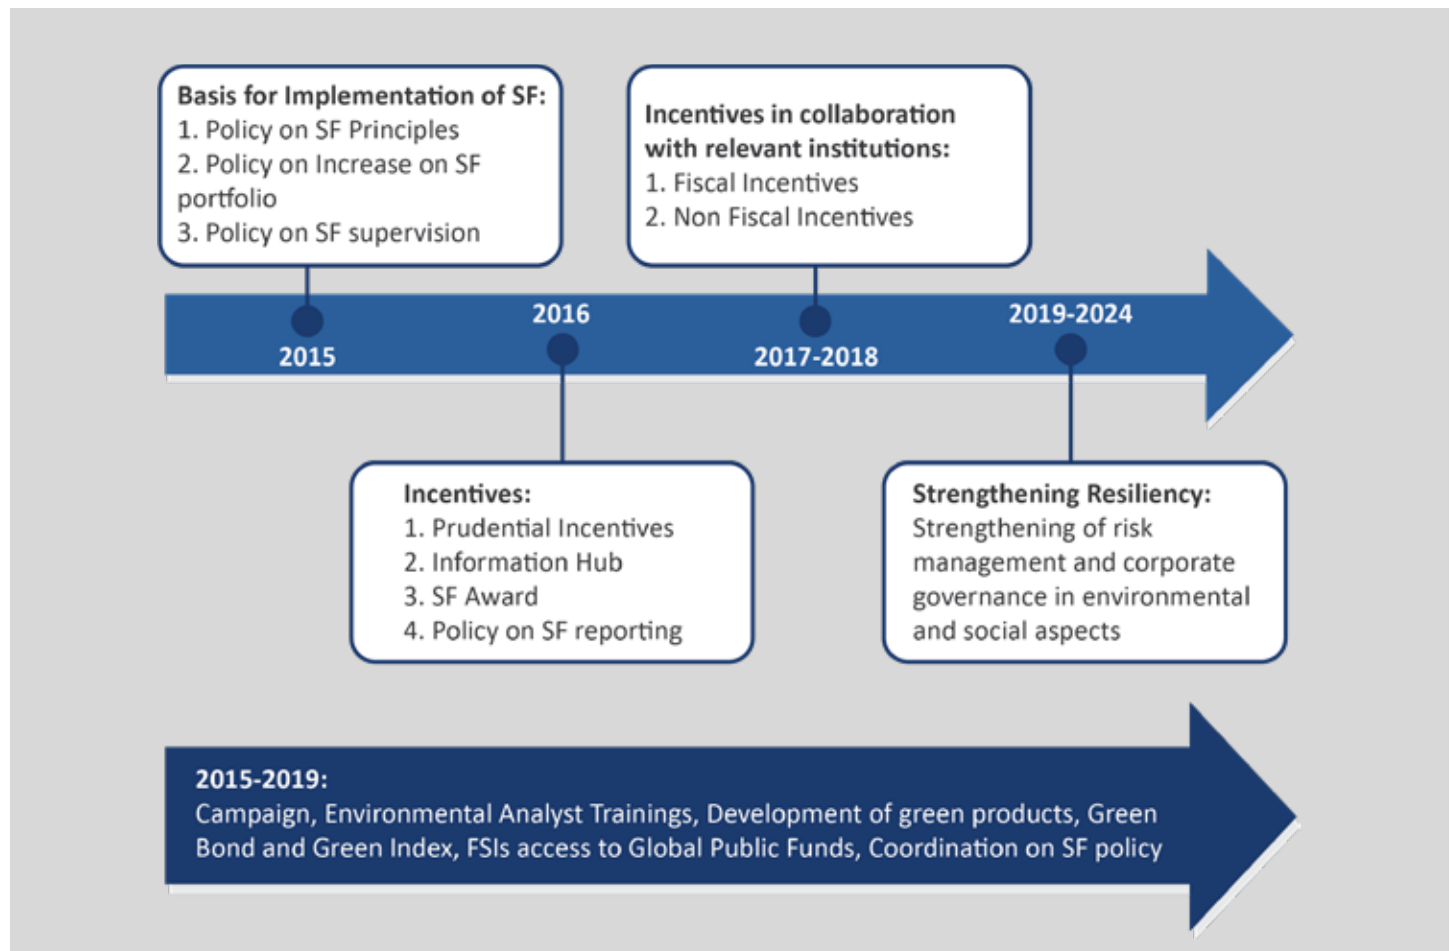 Basis for Implementation of SF:
1. Policy on SF Principles
2. Policy on Increase on SF
portfolio
3. Policy on SF supervision
Incentives in collaboration
with relevant institutions:
1. Fiscal Incentives
2. Non Fiscal Incentives
2015
2016
2017-2018
2019-2024
Incentives:
1. Prudential Incentives
2. Information Hub
3. SF Award
4. Policy on SF reporting
Strengthening Resiliency:
Strengthening of risk
management and corporate
governance in environmental
and social aspects
2015-2019:
Campaign, Environmental Analyst Trainings, Development of green products, Green
Bond and Green Index, FSIs access to Global Public Funds, Coordination on SF policy